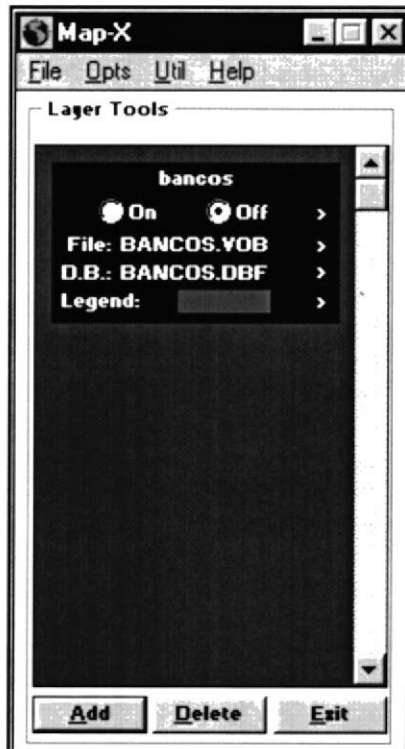 Map-X
File Opts Util Help
Layer Tools
bancos
On Off >
File: BANCOS.VOB >
D.B.: BANCOS.DBF >
Legend: >
Add Delete Exit